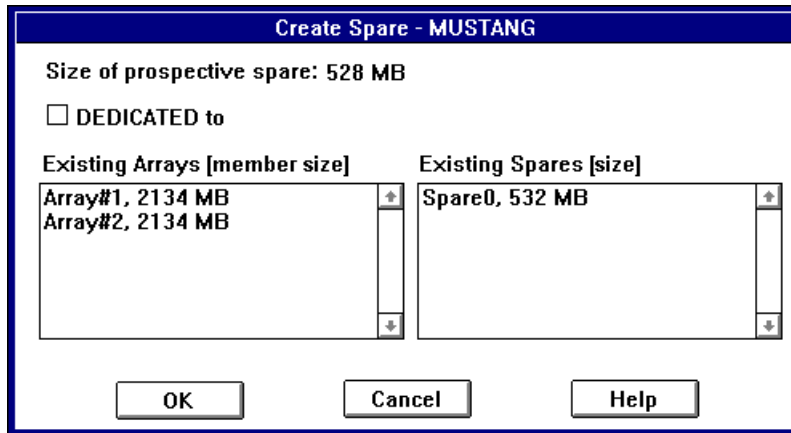 Create Spare - MUSTANG
Size of prospective spare: 528 MB
DEDICATED to
Existing Arrays [member size]
Existing Spares [size]
Array#1, 2134 MB
Array#2, 2134 MB
Spare0, 532 MB
OK
Cancel
Help